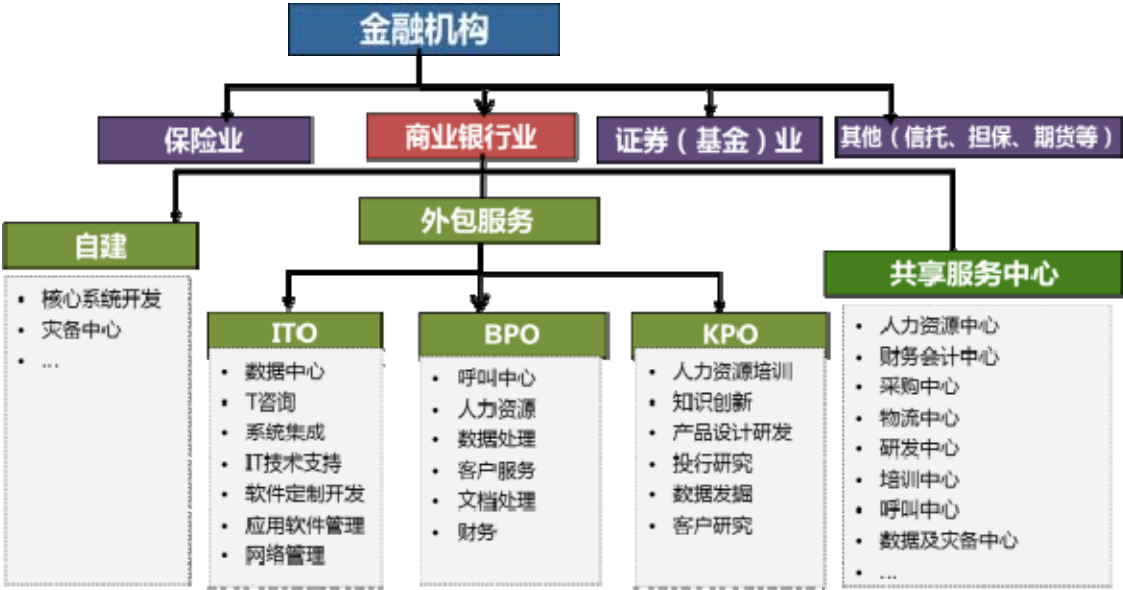 金融机构
保险业
商业银行业
证券（基金）业
其他（信托、担保、期货等）
自建
• 核心系统开发
• 灾备中心
• ...
外包服务
ITO
• 数据中心
• T咨询
• 系统集成
• IT技术支持
• 软件定制开发
• 应用软件管理
• 网络管理
BPO
• 呼叫中心
• 人力资源
• 数据处理
• 客户服务
• 文档处理
• 财务
KPO
• 人力资源培训
• 知识创新
• 产品设计研发
• 投行研究
• 数据发掘
• 客户研究
共享服务中心
• 人力资源中心
• 财务会计中心
• 采购中心
• 物流中心
• 研发中心
• 培训中心
• 呼叫中心
• 数据及灾备中心
• ...